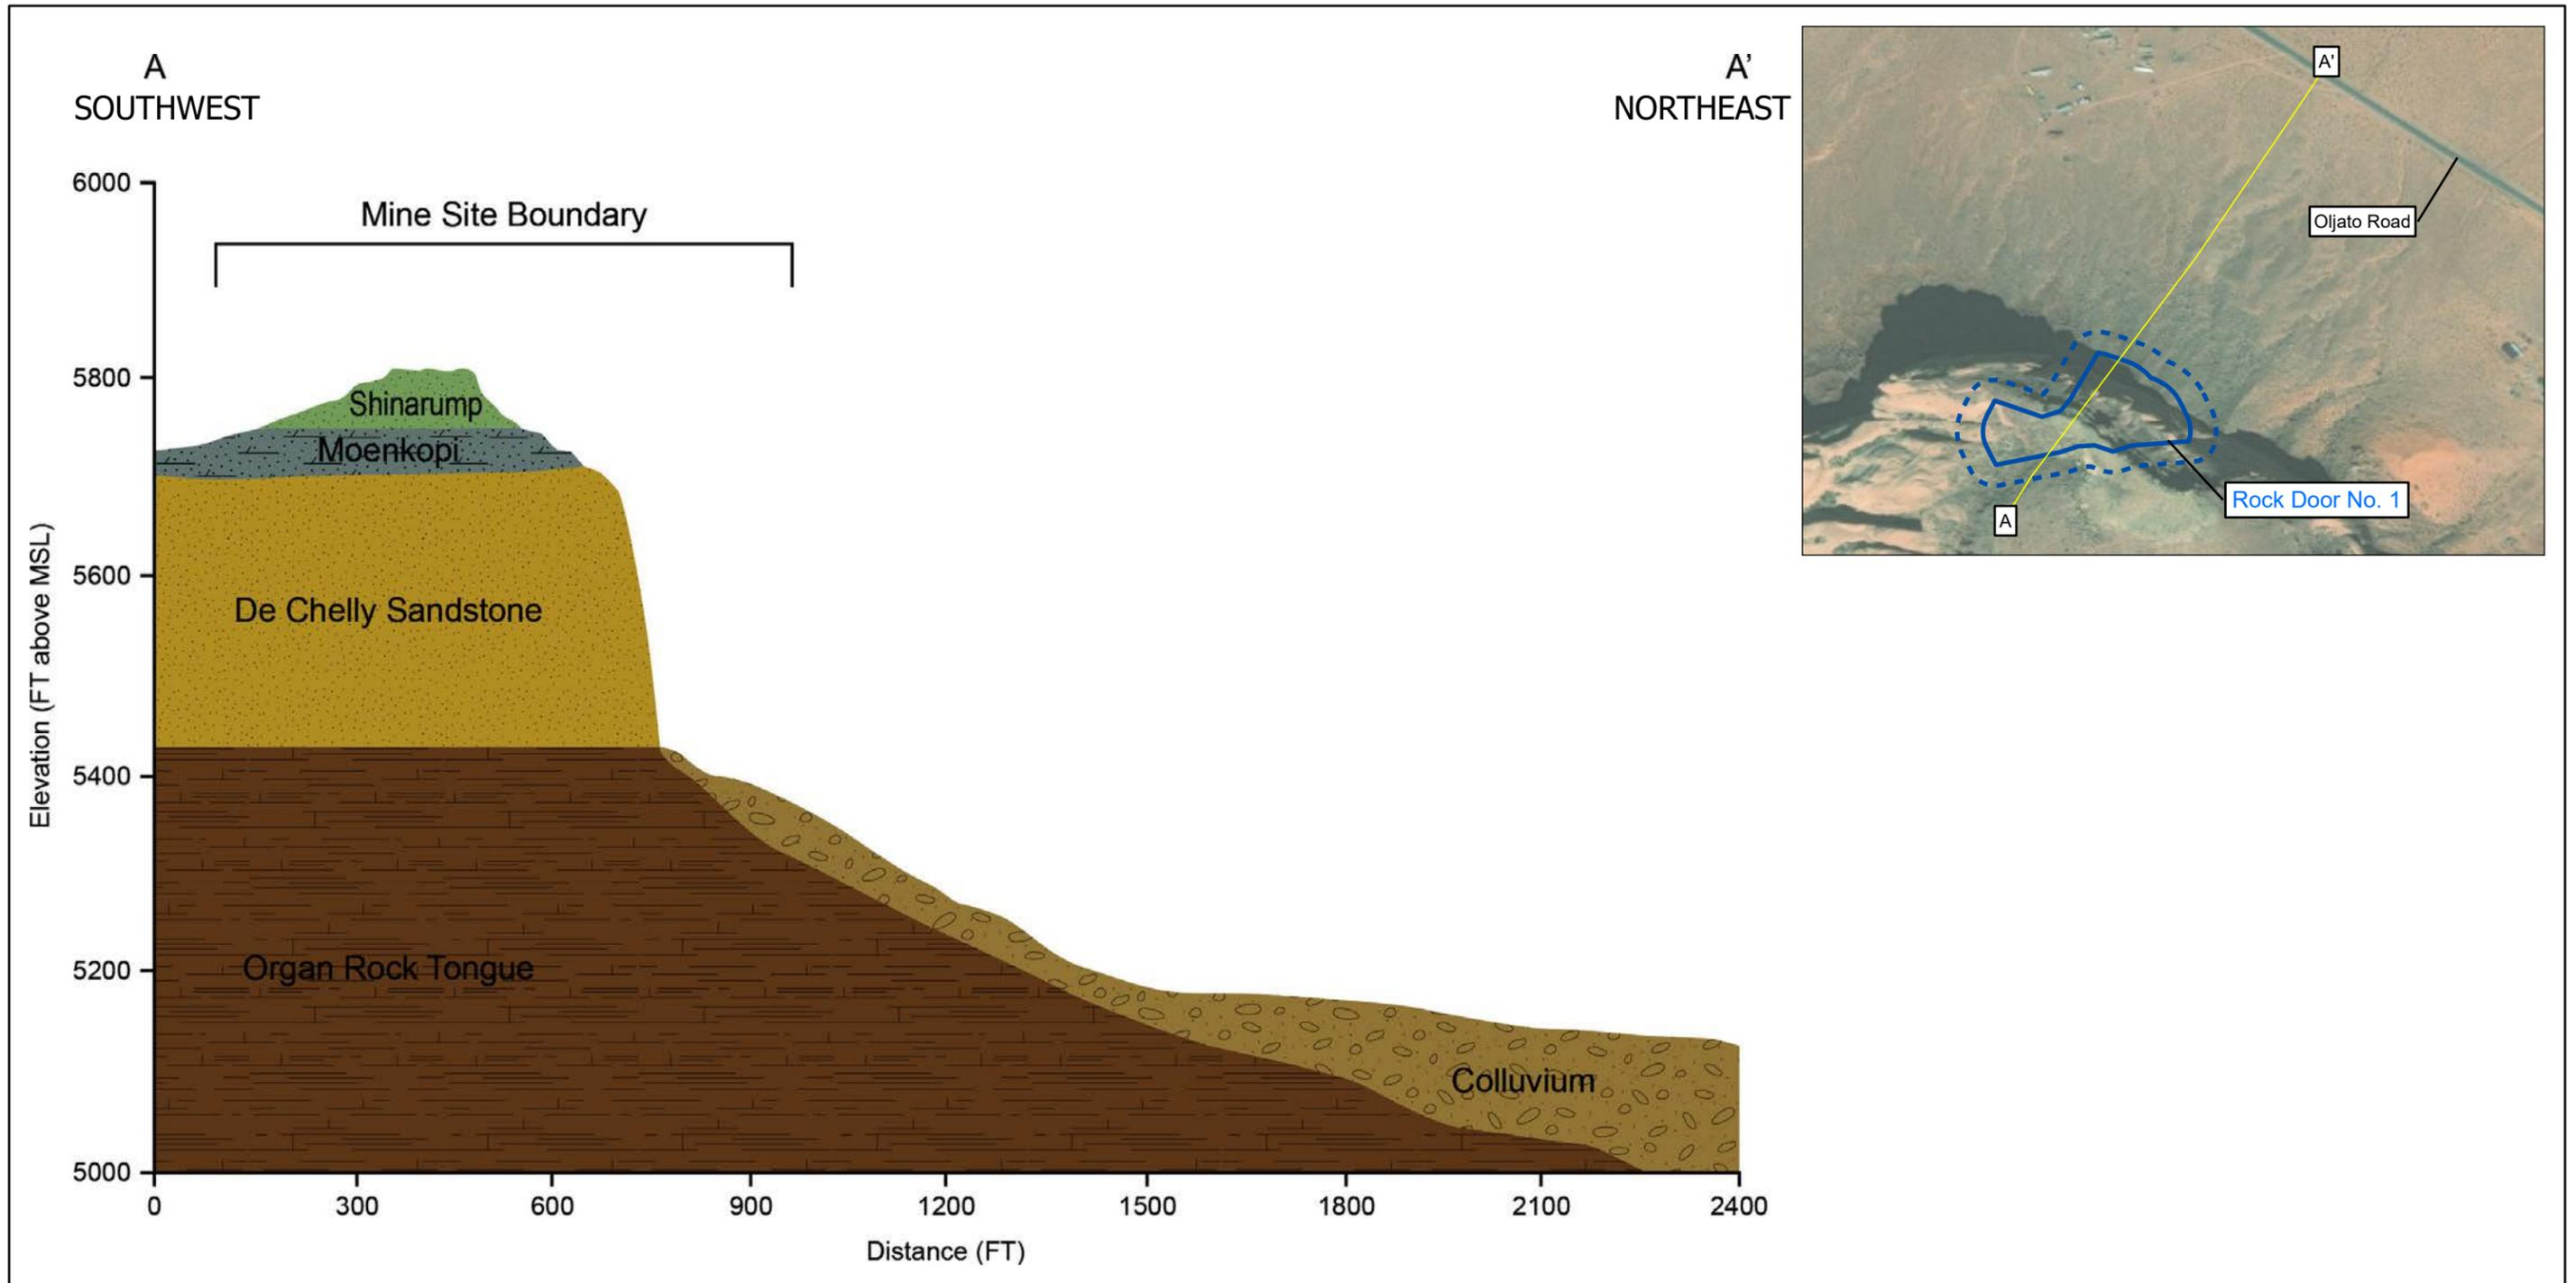 A
SOUTHWEST
A’
NORTHEAST
Mine Site Boundary
6000
5800
5600
5400
5200
5000
Elevation (FT above MSL)
Shinarump
Moenkopi
De Chelly Sandstone
Organ Rock Tongue
Colluvium
0 300 600 900 1200 1500 1800 2100 2400
Distance (FT)
A'
Oljato Road
Rock Door No. 1
A